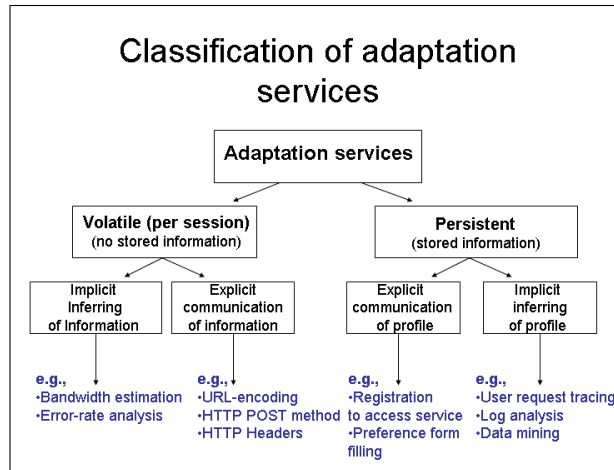 Classification of adaptation
services
Adaptation services
Volatile (per session)
(no stored information)
Persistent
(stored information)
Implicit
Inferring
of Information
Explicit
communication
of information
Explicit
communication
of profile
Implicit
inferring
of profile
e.g.,
•Bandwidth estimation
•Error-rate analysis
e.g.,
•URL-encoding
•HTTP POST method
•HTTP Headers
e.g.,
•Registration
to access service
•Preference form
filling
e.g.,
•User request tracing
•Log analysis
•Data mining